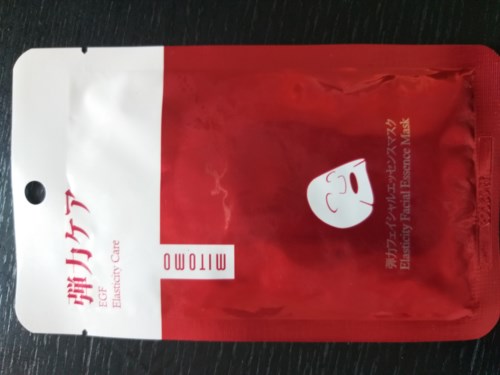 弾力ケア
EGF
Elasticity Care
MITOMO
弾力フェイシャルエッセンスマスク
Elasticity Facial Essence Mask